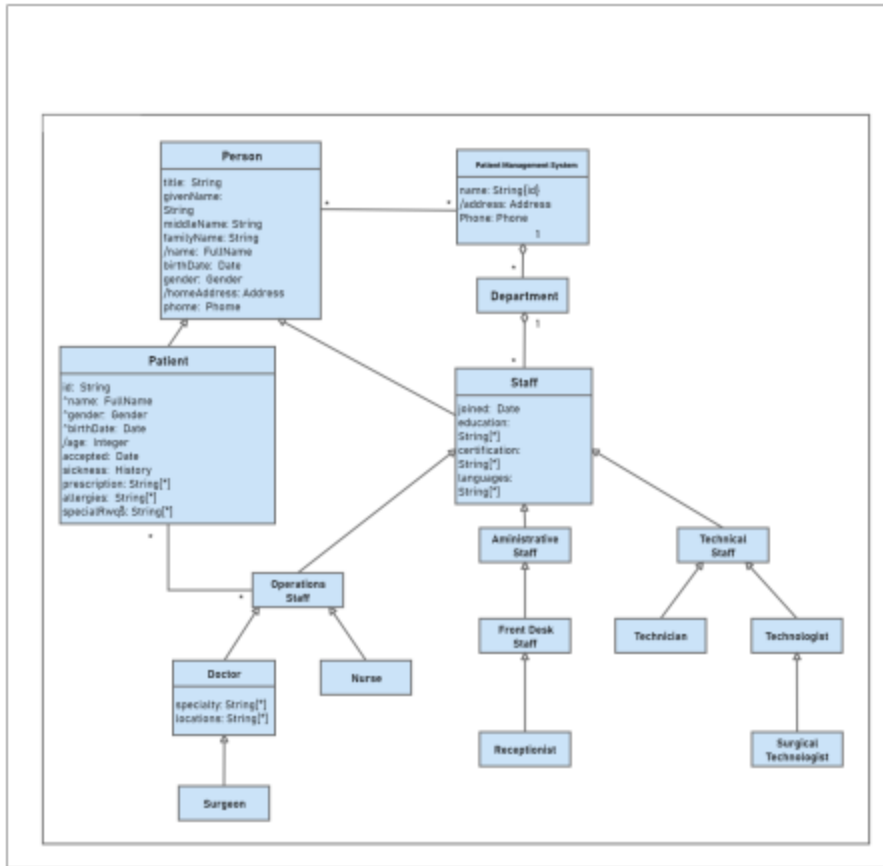 Person
title: String
givenName:
String
middleName: String
familyName: String
/name: FullName
birthDate: Date
gender: Gender
/homeAddress: Address
phome: Phome
*
*
Patient Management System
name: String{id}
/address: Address
Phone: Phone
1
*
Department
1
*
Patient
id: String
^name: FullName
^gender: Gender
^birthDate: Date
/age: Integer
accepted: Date
sickness: History
prescription: String[*]
allergies: String[*]
specialRwqs: String[*]
*
*
Staff
joined: Date
education:
String[*]
certification:
String[*]
languages:
String[*]
Aministrative
Staff
Technical
Staff
Operations
Staff
Front Desk
Staff
Technician
Technologist
Doctor
specialty: String[*]
locations: String[*]
Nurse
Receptionist
Surgical
Technologist
Surgeon